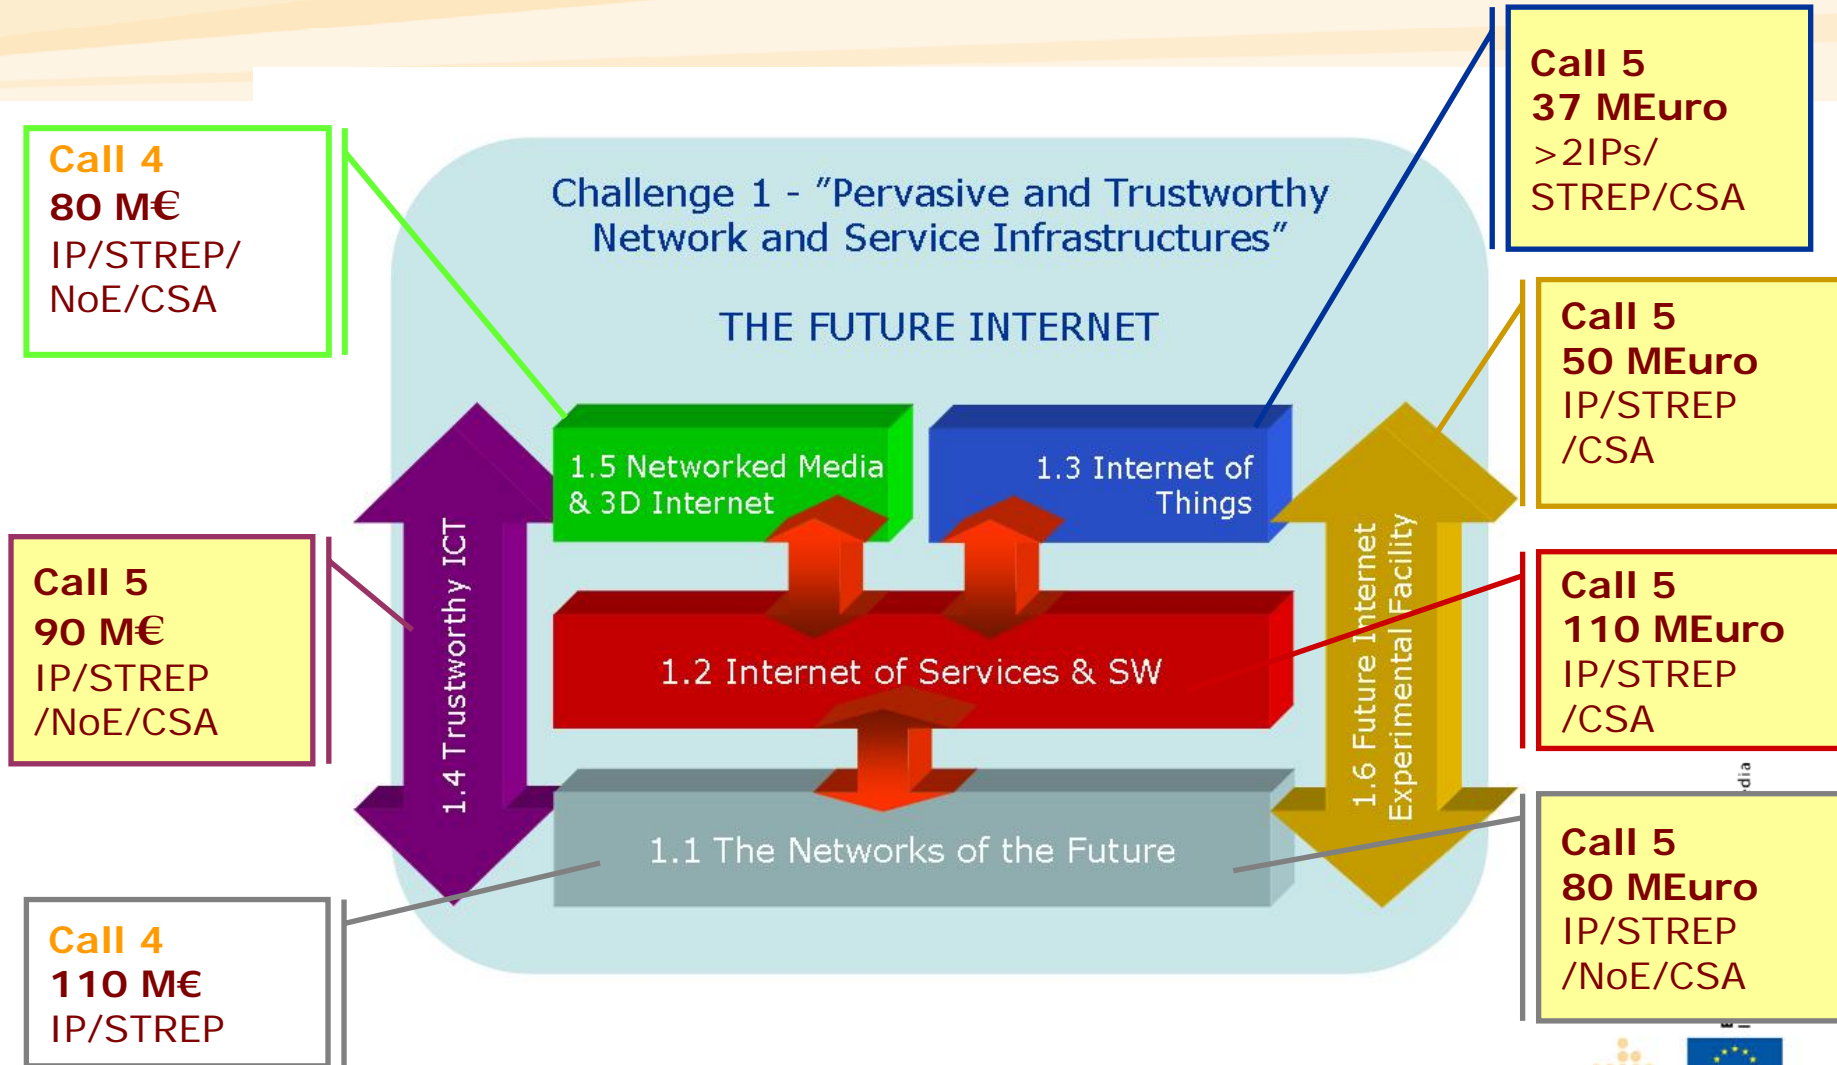 Call 4
80 M€
IP/STREP/
NoE/CSA
Call 5
90 M€
IP/STREP
/NoE/CSA
Call 4
110 M€
IP/STREP
Challenge 1 - "Pervasive and Trustworthy
Network and Service Infrastructures"
THE FUTURE INTERNET
1.5 Networked Media
& 3D Internet
1.3 Internet of
Things
1.4 Trustworthy ICT
1.2 Internet of Services & SW
1.6 Future Internet
Experimental Facility
1.1 The Networks of the Future
Call 5
37 MEuro
>2IPs/
STREP/CSA
Call 5
50 MEuro
IP/STREP
/CSA
Call 5
110 MEuro
IP/STREP
/CSA
Call 5
80 MEuro
IP/STREP
/NoE/CSA